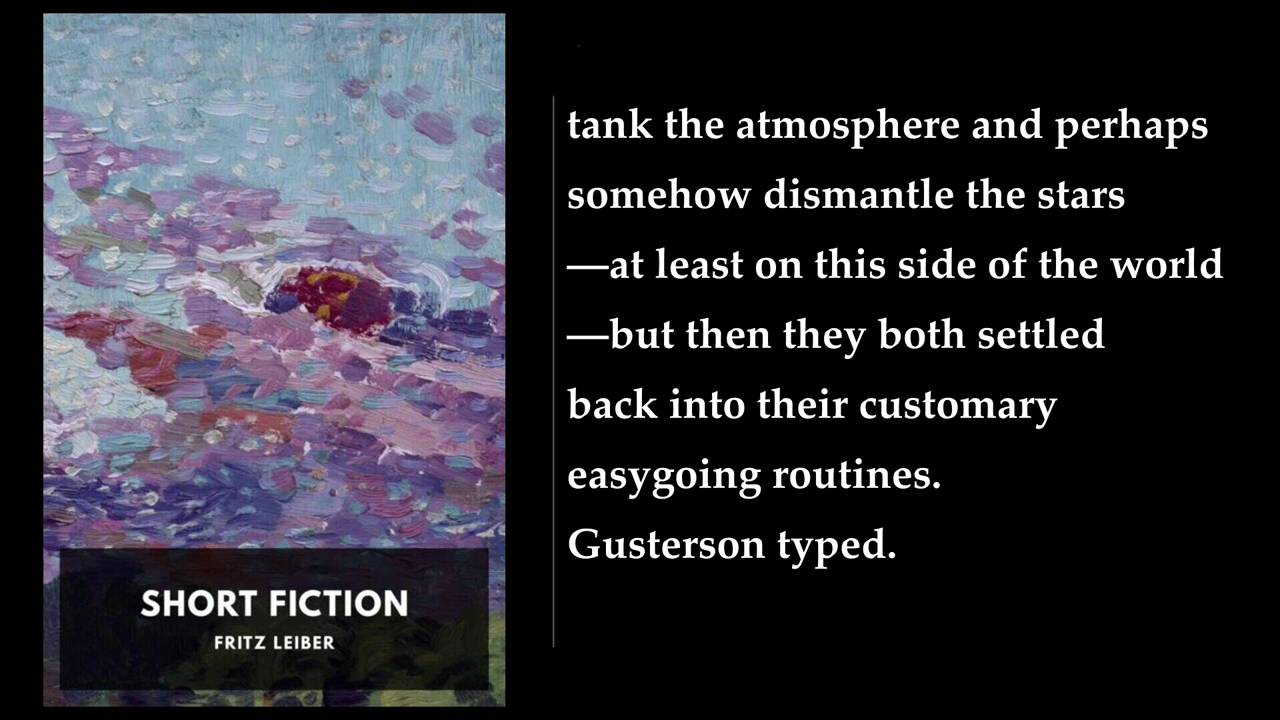 SHORT FICTION
FRITZ LEIBER
tank the atmosphere and perhaps
somehow dismantle the stars
—at least on this side of the world
—but then they both settled
back into their customary
easygoing routines.
Gusterson typed.